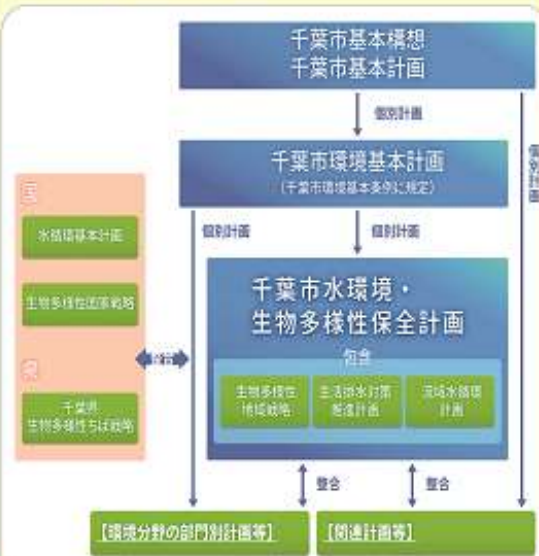 千葉市基本構想
千葉市基本計画
個別計画
個別計画
千葉市環境基本計画
(千葉市環境基本条例に規定)
個別計画
個別計画
国
水循環基本計画
生物多様性国家戦略
県
千葉県
生物多様性ちば戦略
整合
千葉市水環境・
生物多様性保全計画
包含
生物多様性
地域戦略
生活排水対策
推進計画
流域水循環
計画
整合
整合
【環境分野の部門別計画等】
【関連計画等】